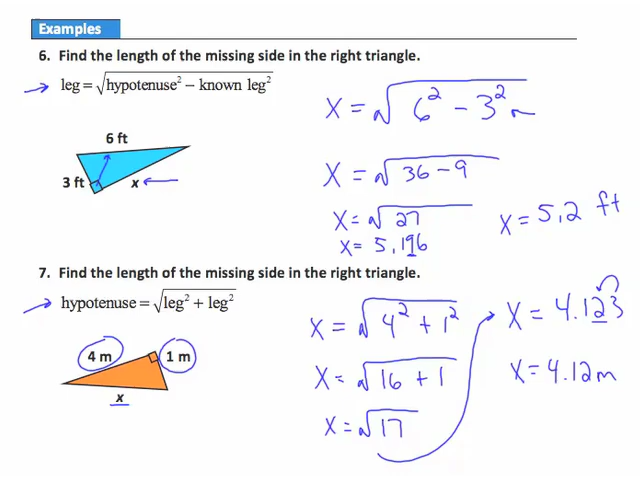 Examples
6. Find the length of the missing side in the right triangle.
leg = √hypotenuse² − known leg²
x = √6² − 3²
6 ft
3 ft
x
x = √36 − 9
x = √27
x = 5.196
x = 5.2 ft
7. Find the length of the missing side in the right triangle.
hypotenuse = √leg² + leg²
x = √4² + 1²
x = 4.123
4 m
1 m
x
x = √16 + 1
x = 4.12 m
x = √17